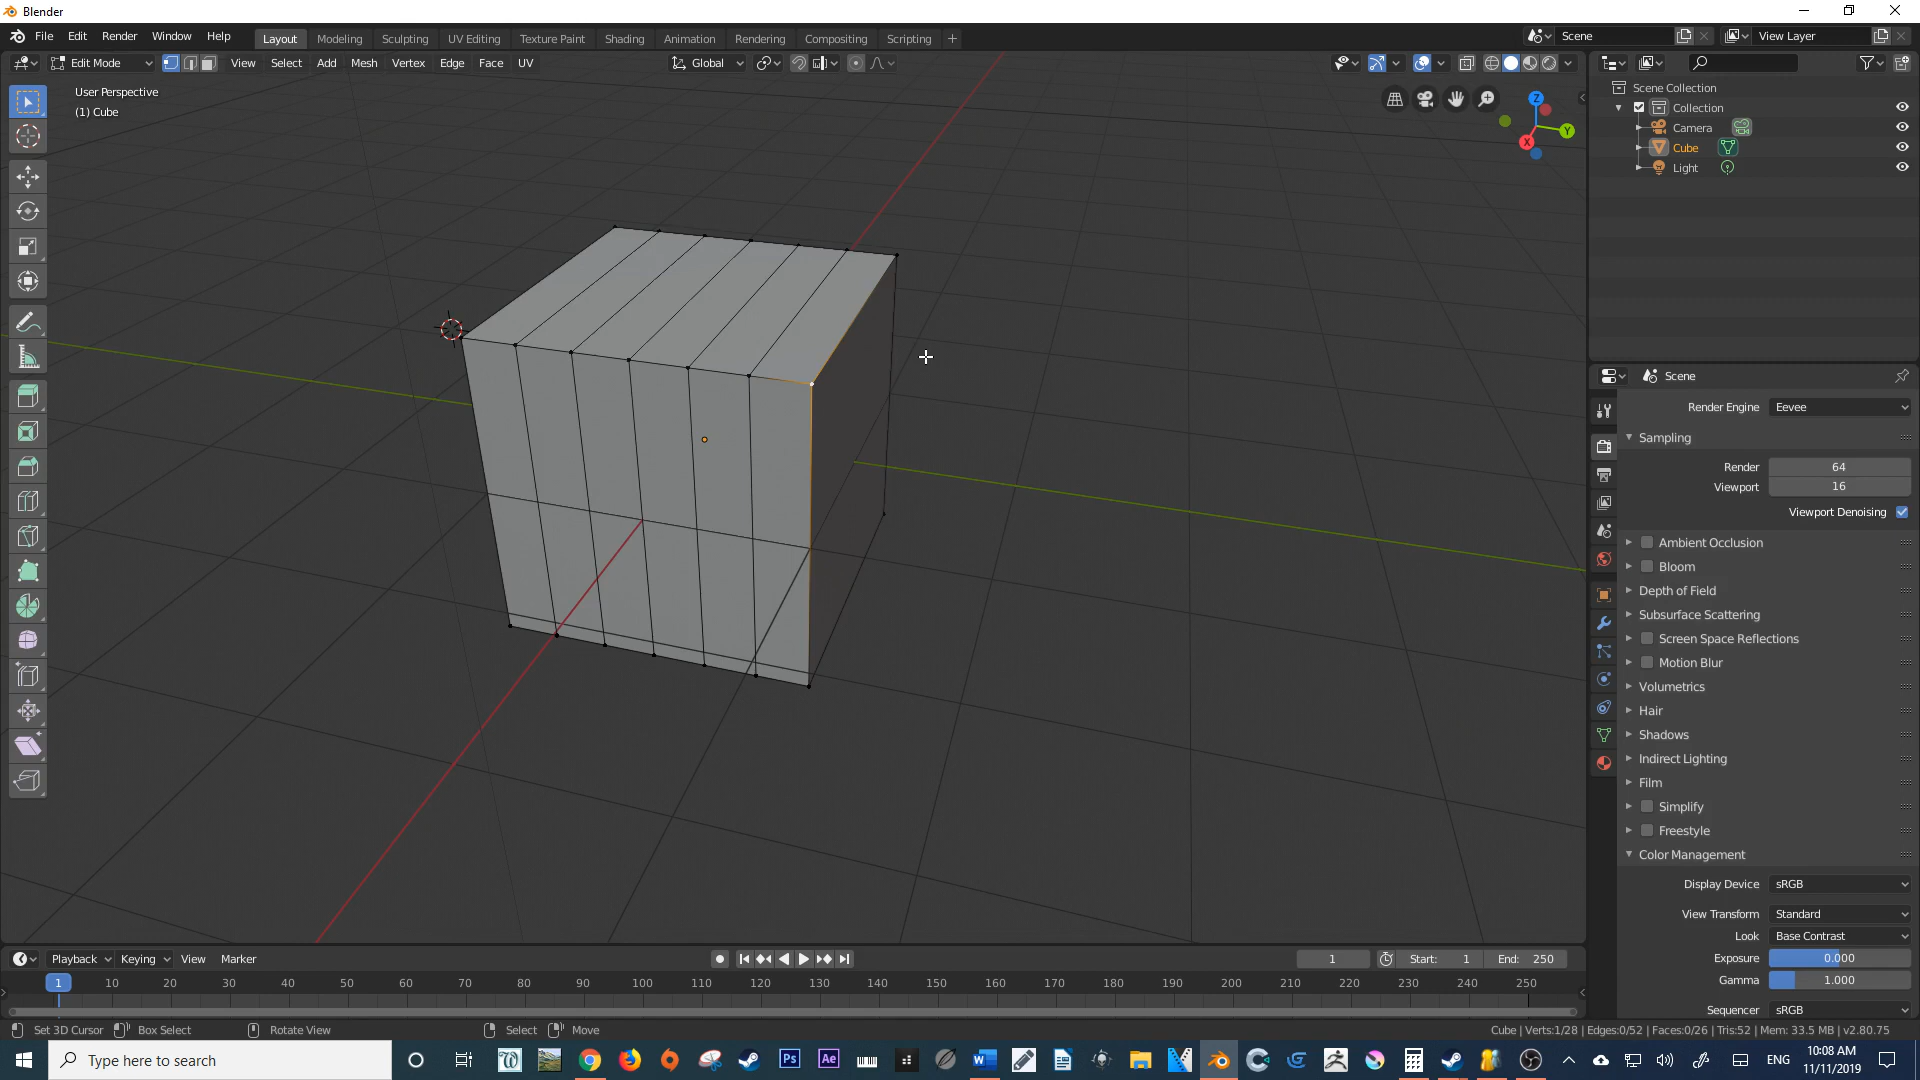 Blender
File Edit Render Window Help
Layout Modeling Sculpting UV Editing Texture Paint Shading Animation Rendering Compositing Scripting +
Scene
View Layer
Edit Mode View Select Add Mesh Vertex Edge Face UV
Global
User Perspective
(1) Cube
Z
Y
X
Scene Collection
Collection
Camera
Cube
Light
Scene
Render Engine Eevee
Sampling
Render 64
Viewport 16
Viewport Denoising
Ambient Occlusion
Bloom
Depth of Field
Subsurface Scattering
Screen Space Reflections
Motion Blur
Volumetrics
Hair
Shadows
Indirect Lighting
Film
Simplify
Freestyle
Color Management
Display Device sRGB
View Transform Standard
Look Base Contrast
Exposure 0.000
Gamma 1.000
Sequencer sRGB
Playback Keying View Marker
1 Start: 1 End: 250
1 10 20 30 40 50 60 70 80 90 100 110 120 130 140 150 160 170 180 190 200 210 220 230 240 250
Set 3D Cursor Box Select Rotate View Select Move
Cube | Verts:1/28 | Edges:0/52 | Faces:0/26 | Tris:52 | Mem: 33.5 MB | v2.80.75
Type here to search
Ps
Ae
ENG
10:08 AM
11/11/2019